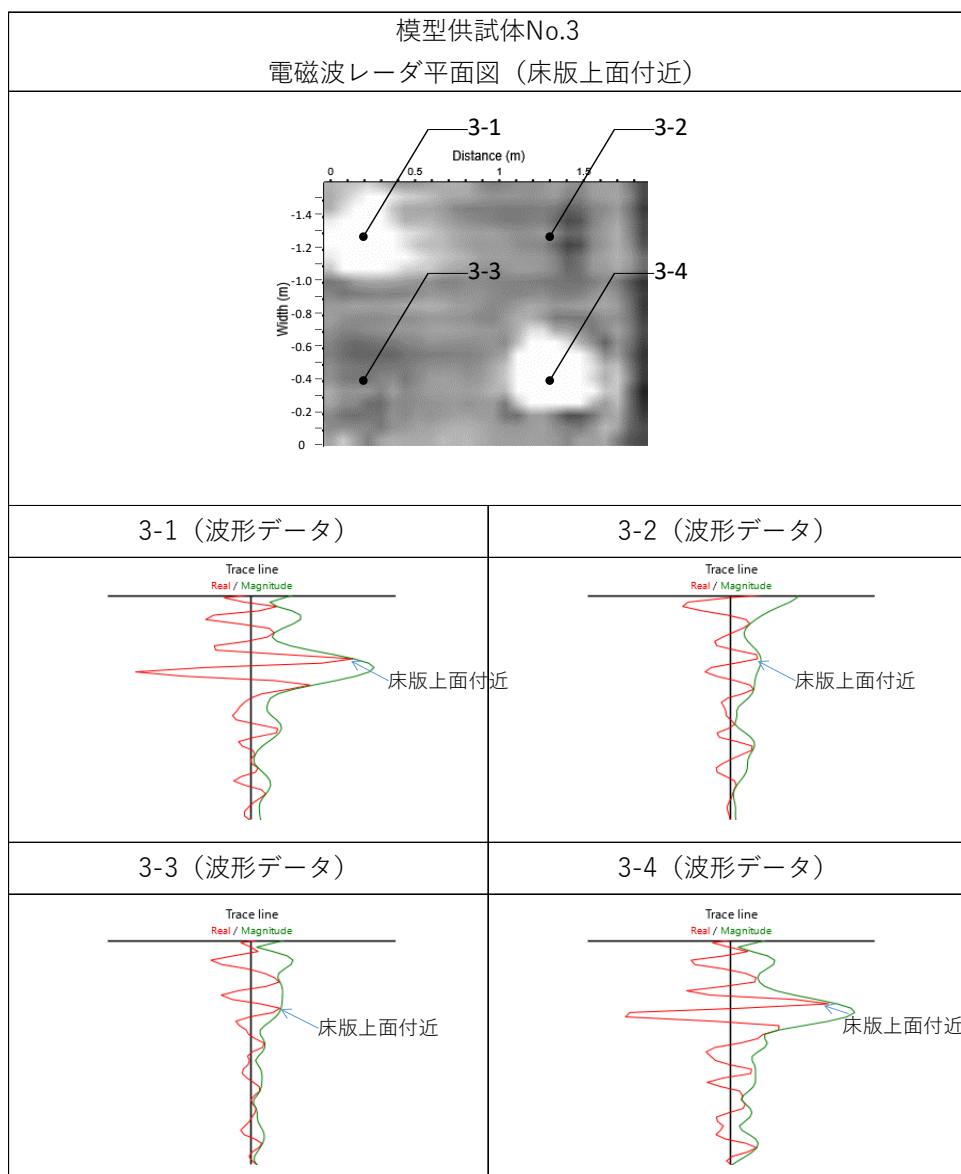 模型供試体No.3
電磁波レーダ平面図（床版上面付近）
3-1
3-2
Distance (m)
0 0.5 1 1.5
3-3
3-4
Width (m)
-1.4
-1.2
-1.0
-0.8
-0.6
-0.4
-0.2
0
3-1（波形データ）
3-2（波形データ）
Trace line
Real / Magnitude
床版上面付近
Trace line
Real / Magnitude
床版上面付近
3-3（波形データ）
3-4（波形データ）
Trace line
Real / Magnitude
床版上面付近
Trace line
Real / Magnitude
床版上面付近